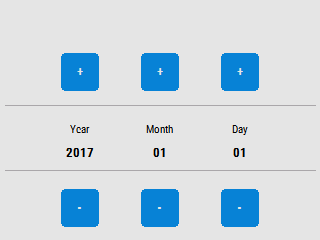 + + +
Year Month Day
2017 01 01
- - -